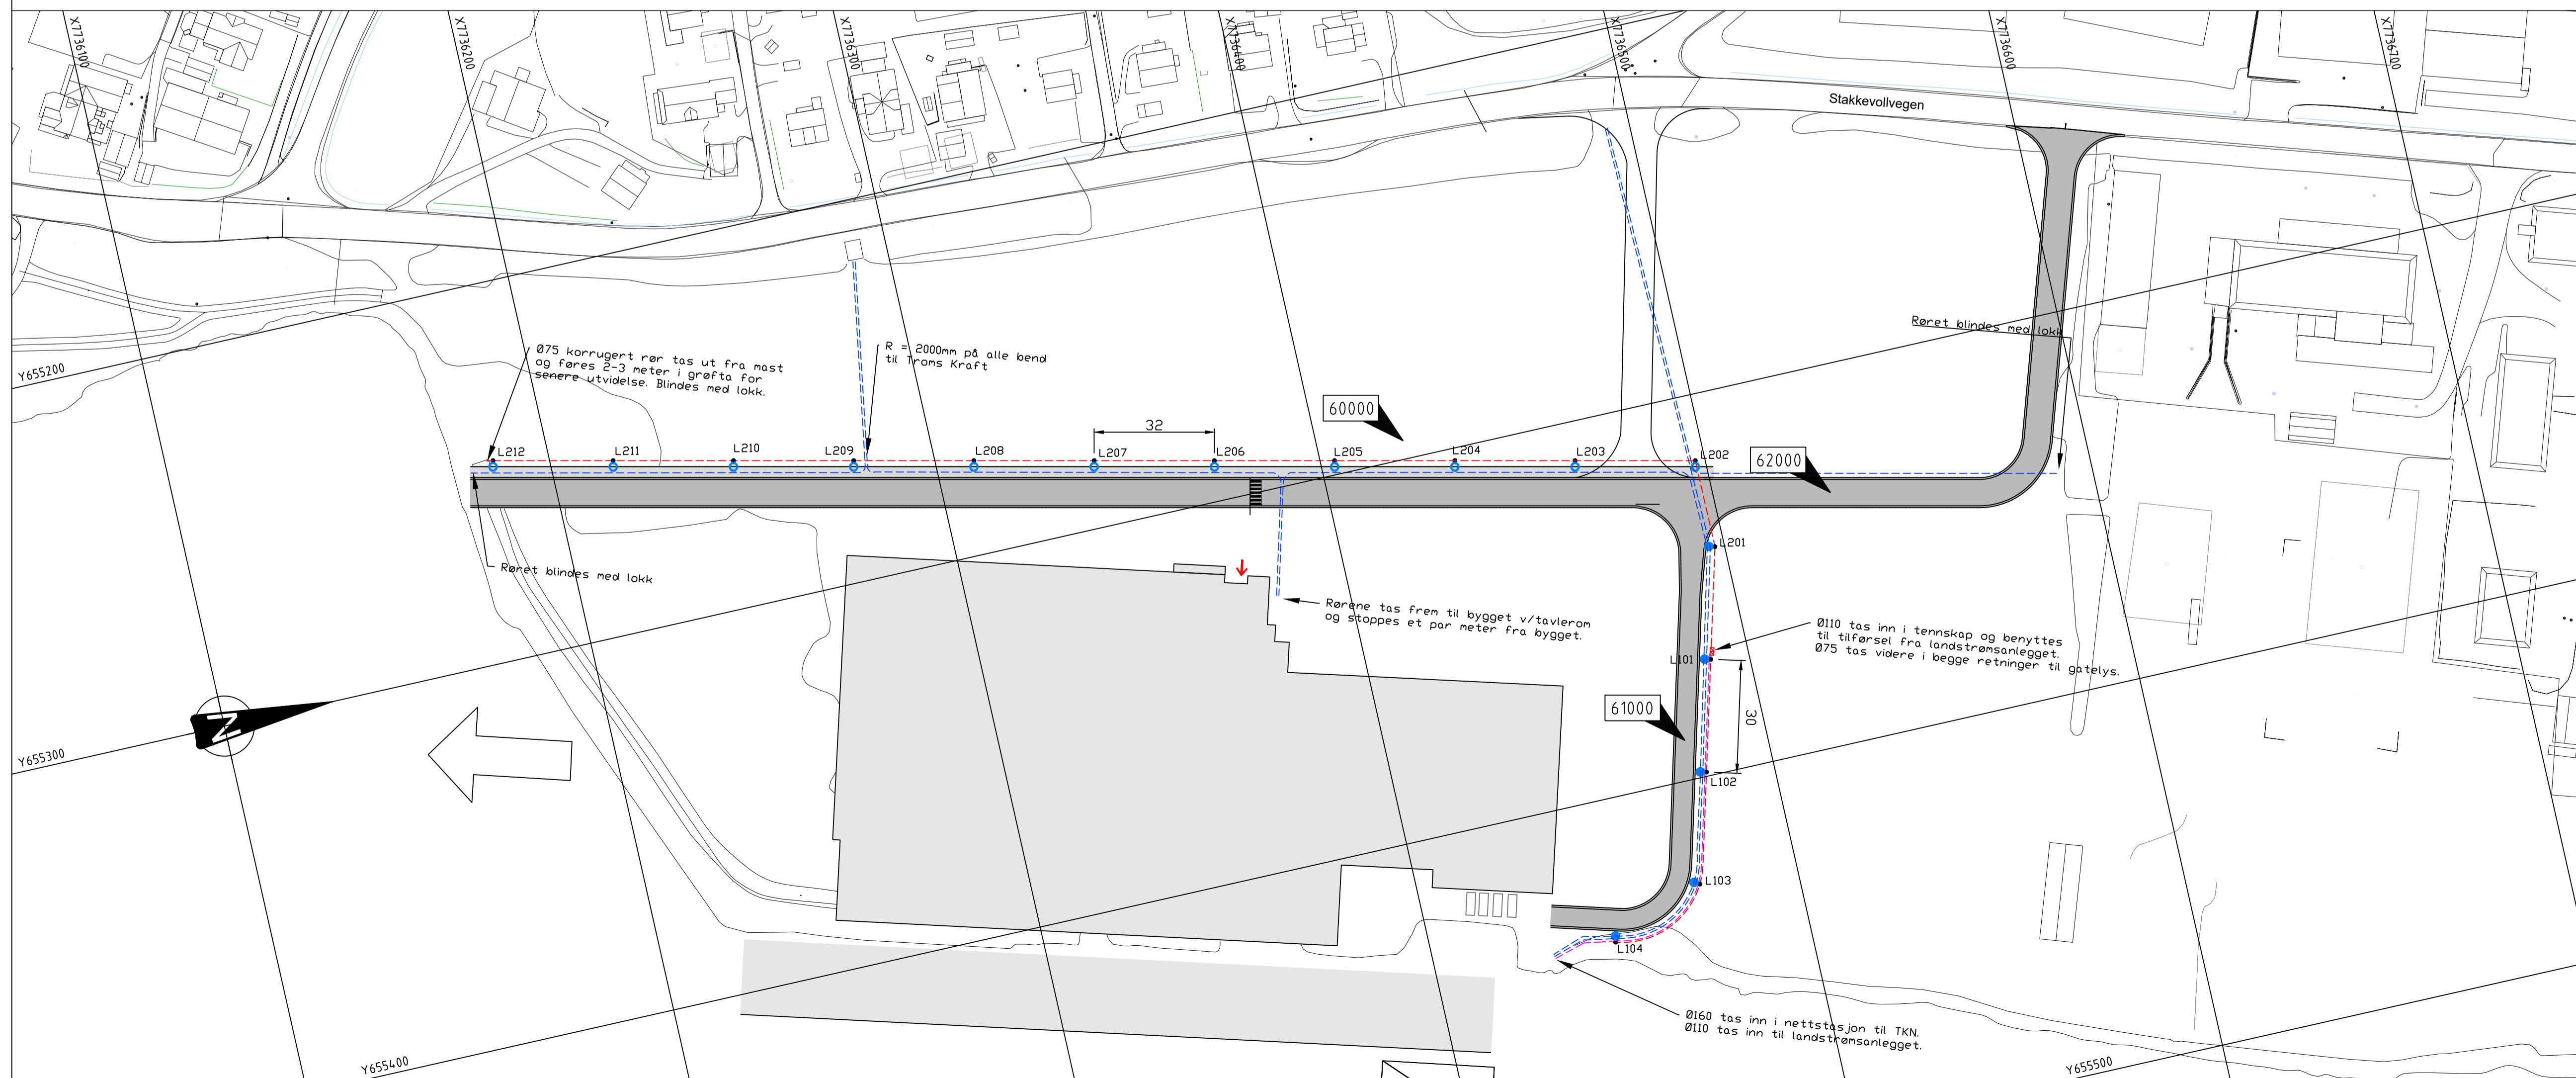 X7736100
X7736200
X7736300
X7736400
X7736500
X7736600
X7736700
Stakkevollvegen
Y655200
Ø75 korrugert rør tas ut fra mast
og føres 2-3 meter i grøfta for
senere utvidelse. Blindes med lokk.
R = 2000mm på alle bend
til Troms Kraft
Røret blindes med lokk
60000
32
L212
L211
L210
L209
L208
L207
L206
L205
L204
L203
L202
62000
L201
Røret blindes med lokk
Rørene tas frem til bygget v/tavlerom
og stoppes et par meter fra bygget.
Ø110 tas inn i tennskap og benyttes
til tilførsel fra landstrømsanlegget.
Ø75 tas videre i begge retninger til gatelys.
L101
61000
30
N
Y655300
L102
L103
L104
Ø160 tas inn i nettstasjon til TKN.
Ø110 tas inn til landstrømsanlegget.
Y655400
Y655500